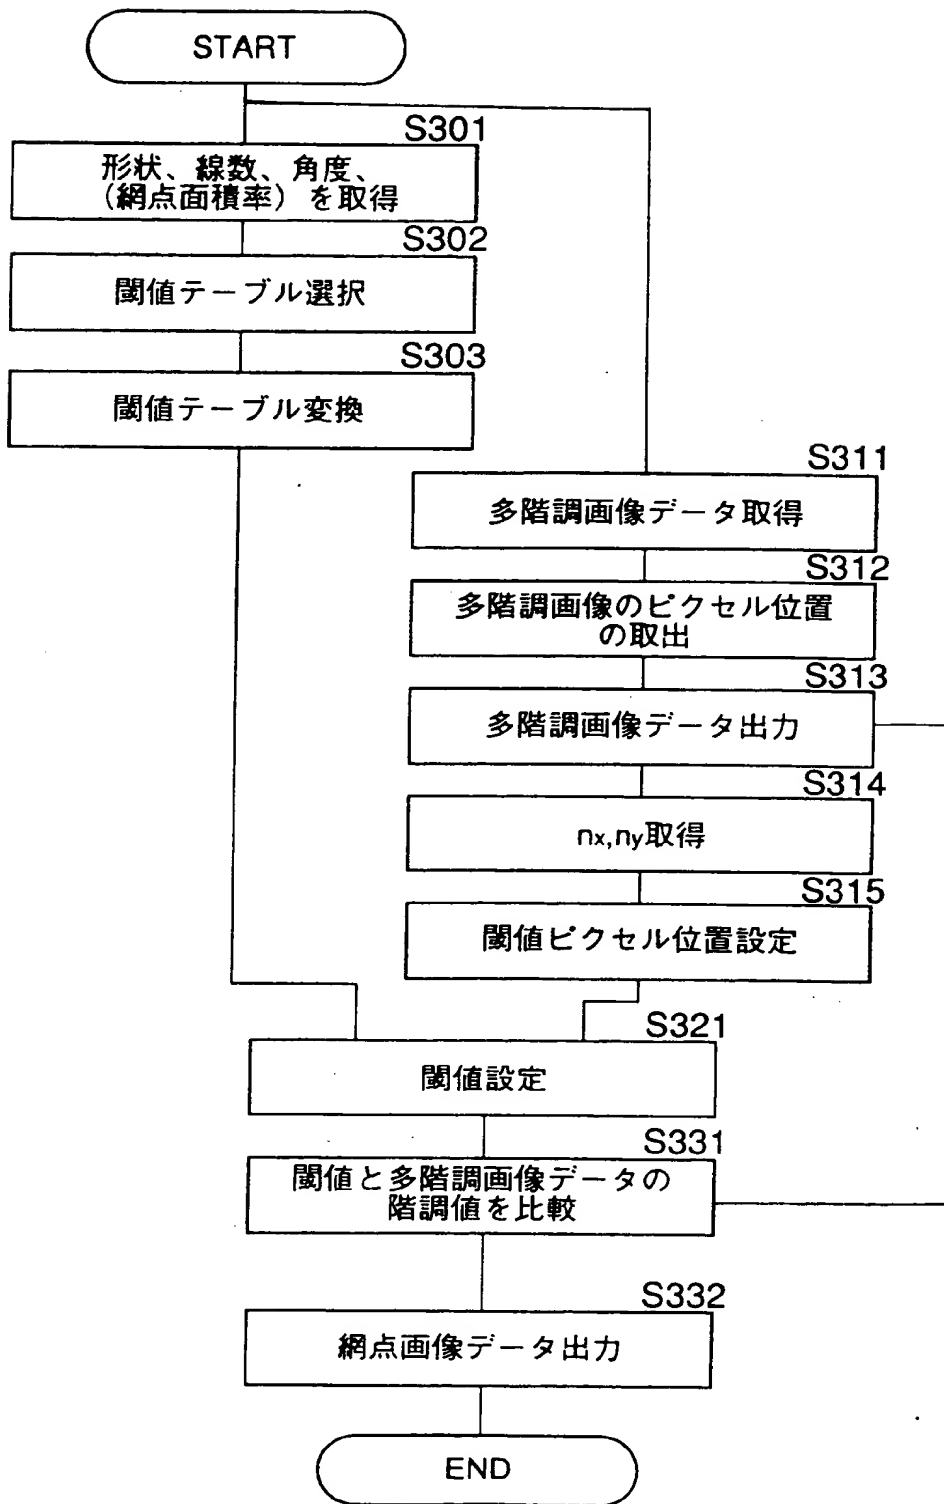 START
S301
形状、線数、角度、
(網点面積率)を取得
S302
閾値テーブル選択
S303
閾値テーブル変換
S311
多階調画像データ取得
S312
多階調画像のピクセル位置
の取出
S313
多階調画像データ出力
S314
nx,ny取得
S315
閾値ピクセル位置設定
S321
閾値設定
S331
閾値と多階調画像データの
階調値を比較
S332
網点画像データ出力
END